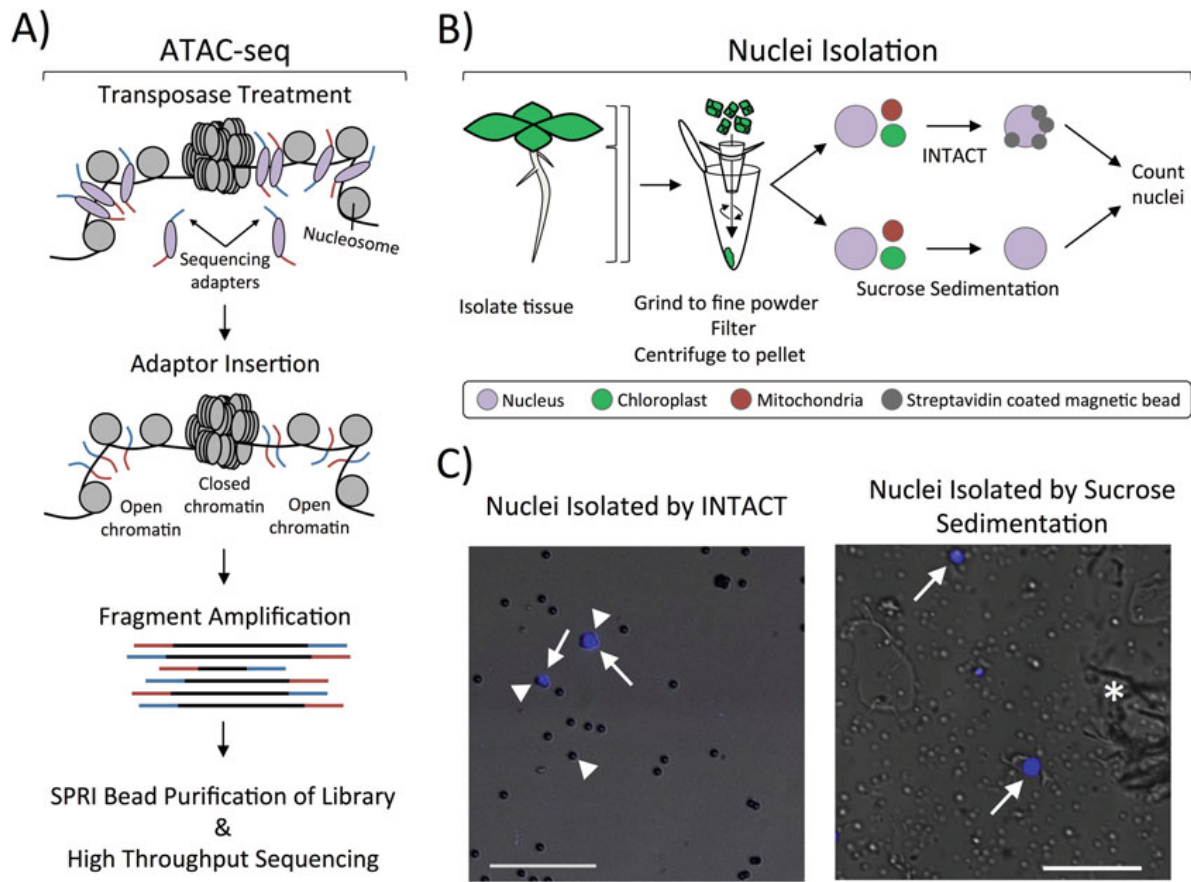 A)
ATAC-seq
Transposase Treatment
Nucleosome
Sequencing
adapters
Adaptor Insertion
Closed
chromatin
Open
chromatin
Open
chromatin
Fragment Amplification
SPRI Bead Purification of Library
&
High Throughput Sequencing
B)
Nuclei Isolation
INTACT
Count
nuclei
Sucrose Sedimentation
Isolate tissue
Grind to fine powder
Filter
Centrifuge to pellet
Nucleus
Chloroplast
Mitochondria
Streptavidin coated magnetic bead
C)
Nuclei Isolated by INTACT
Nuclei Isolated by Sucrose
Sedimentation
*